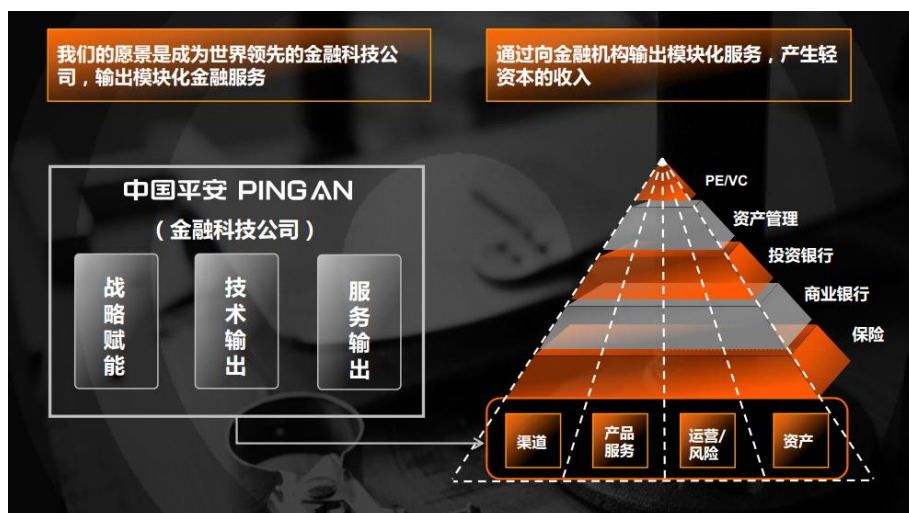 我们的愿景是成为世界领先的金融科技公
司，输出模块化金融服务
通过向金融机构输出模块化服务，产生轻
资本的收入
中国平安 PING AN
（金融科技公司）
战略赋能
技术输出
服务输出
PE/VC
资产管理
投资银行
商业银行
保险
渠道
产品
服务
运营/
风险
资产